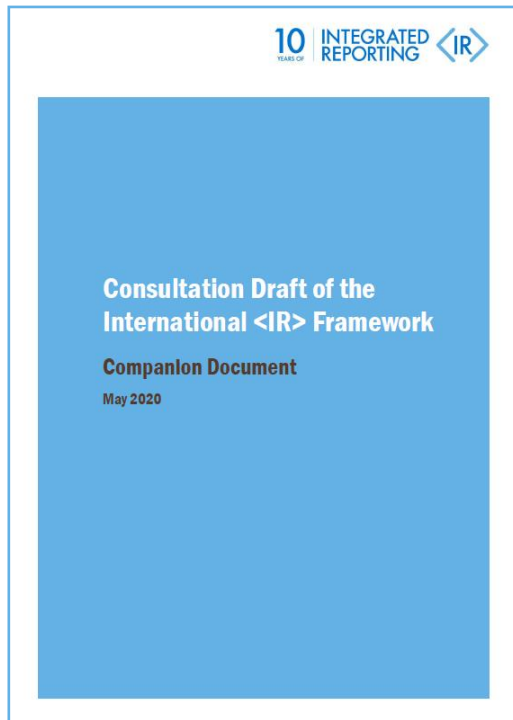 10
YEARS OF
INTEGRATED
REPORTING
<IR>
Consultation Draft of the
International <IR> Framework
Companion Document
May 2020